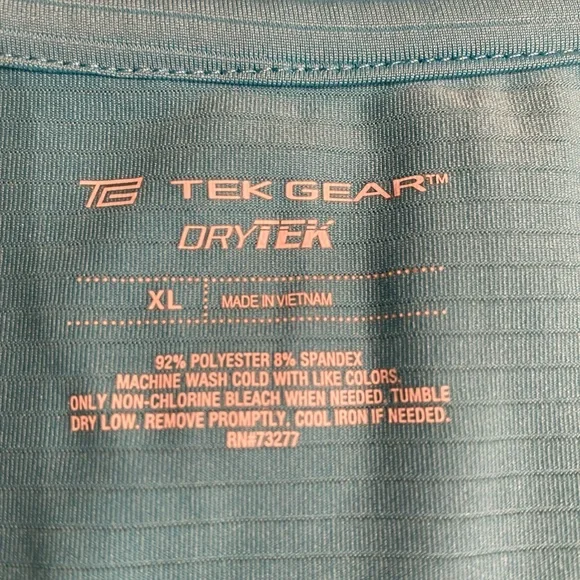 TG TEK GEAR™
DRYTEK
XL MADE IN VIETNAM
92% POLYESTER 8% SPANDEX
MACHINE WASH COLD WITH LIKE COLORS.
ONLY NON-CHLORINE BLEACH WHEN NEEDED. TUMBLE
DRY LOW. REMOVE PROMPTLY. COOL IRON IF NEEDED.
RN#73277